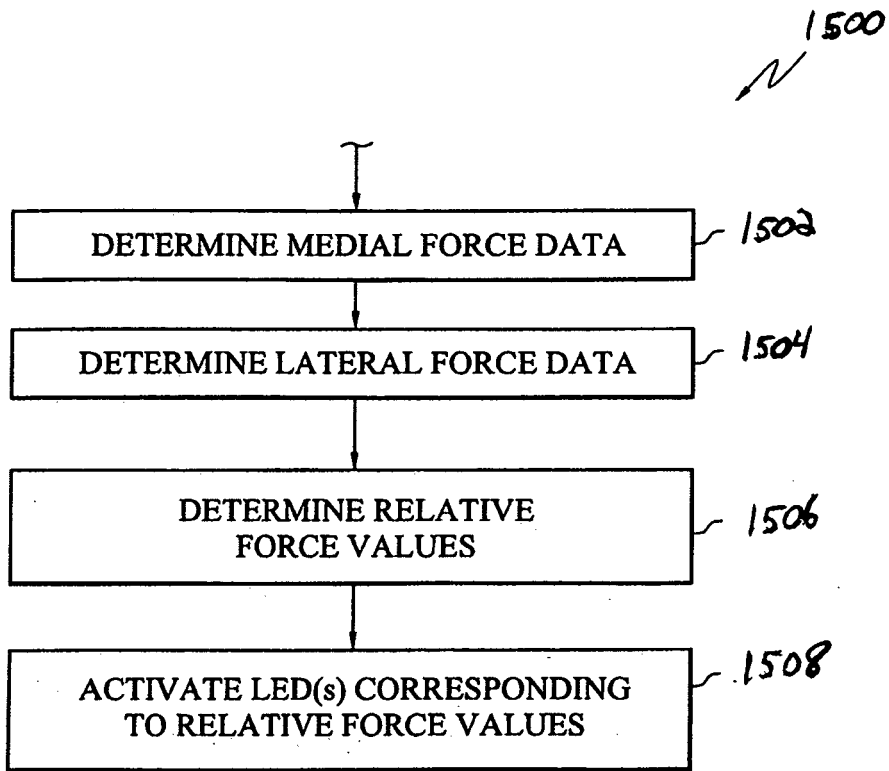 1500
DETERMINE MEDIAL FORCE DATA
1502
DETERMINE LATERAL FORCE DATA
1504
DETERMINE RELATIVE
FORCE VALUES
1506
ACTIVATE LED(s) CORRESPONDING
TO RELATIVE FORCE VALUES
1508